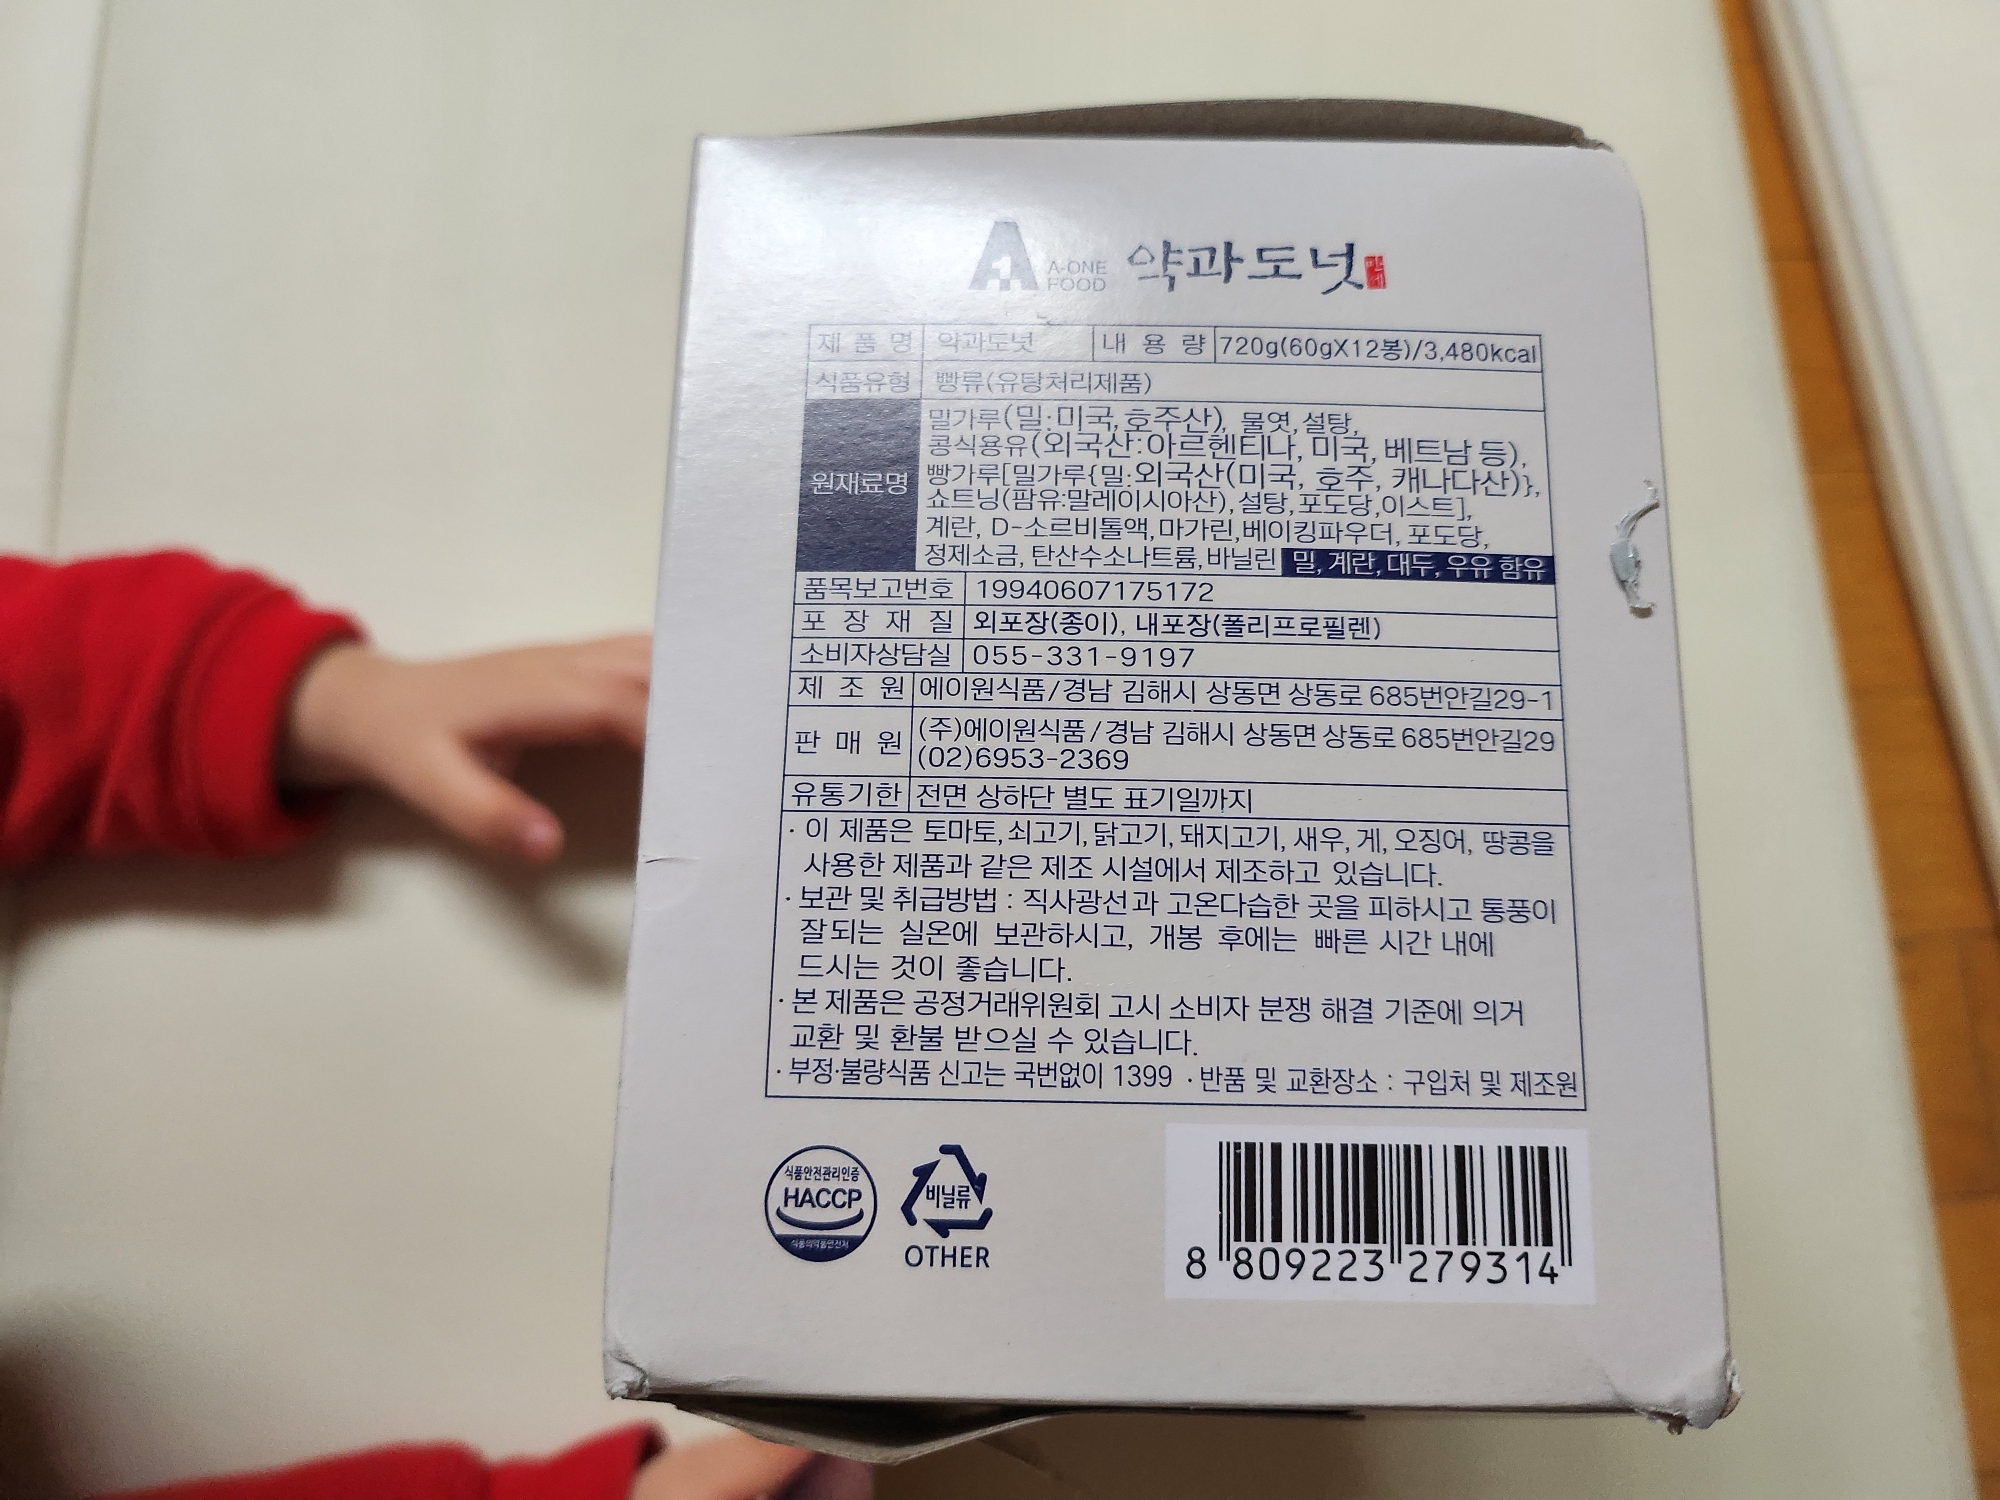 A-ONE
FOOD
약과도넛
제 품 명 약과도넛 내 용 량 720g(60gX12봉)/3,480kcal
식품유형 빵류(유탕처리제품)
원재료명
밀가루(밀:미국,호주산), 물엿,설탕,
콩식용유(외국산:아르헨티나, 미국, 베트남 등),
빵가루[밀가루{밀:외국산(미국, 호주, 캐나다산)},
쇼트닝(팜유:말레이시아산),설탕,포도당,이스트],
계란, D-소르비톨액,마가린,베이킹파우더, 포도당,
정제소금, 탄산수소나트륨,바닐린 밀, 계란, 대두, 우유 함유
품목보고번호 19940607175172
포 장 재 질 외포장(종이), 내포장(폴리프로필렌)
소비자상담실 055-331-9197
제 조 원 에이원식품/경남 김해시 상동면 상동로 685번안길29-1
판 매 원 (주)에이원식품/경남 김해시 상동면 상동로 685번안길29
(02)6953-2369
유통기한 전면 상하단 별도 표기일까지
· 이 제품은 토마토, 쇠고기, 닭고기, 돼지고기, 새우, 게, 오징어, 땅콩을
사용한 제품과 같은 제조 시설에서 제조하고 있습니다.
· 보관 및 취급방법 : 직사광선과 고온다습한 곳을 피하시고 통풍이
잘되는 실온에 보관하시고, 개봉 후에는 빠른 시간 내에
드시는 것이 좋습니다.
· 본 제품은 공정거래위원회 고시 소비자 분쟁 해결 기준에 의거
교환 및 환불 받으실 수 있습니다.
· 부정·불량식품 신고는 국번없이 1399 · 반품 및 교환장소 : 구입처 및 제조원
식품안전관리인증
HACCP
식품의약품안전처
비닐류
OTHER
8 809223 279314